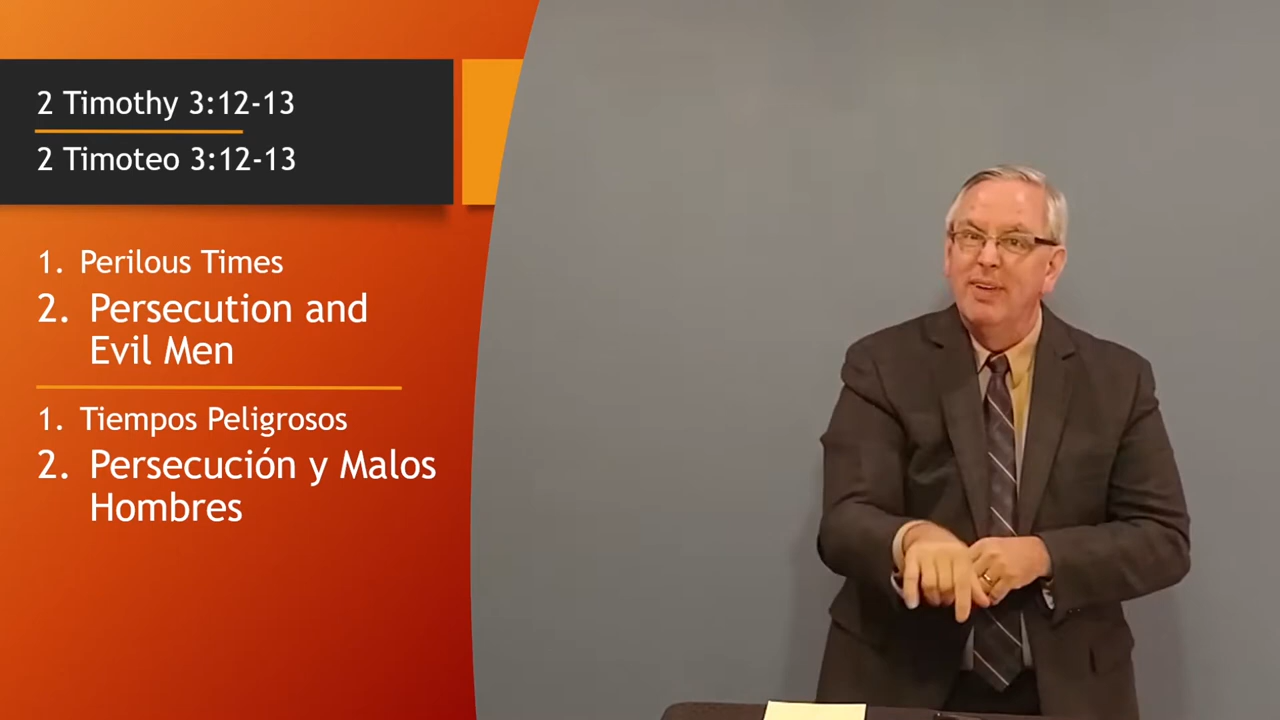 2 Timothy 3:12-13
2 Timoteo 3:12-13
1. Perilous Times
2. Persecution and
Evil Men
1. Tiempos Peligrosos
2. Persecución y Malos
Hombres